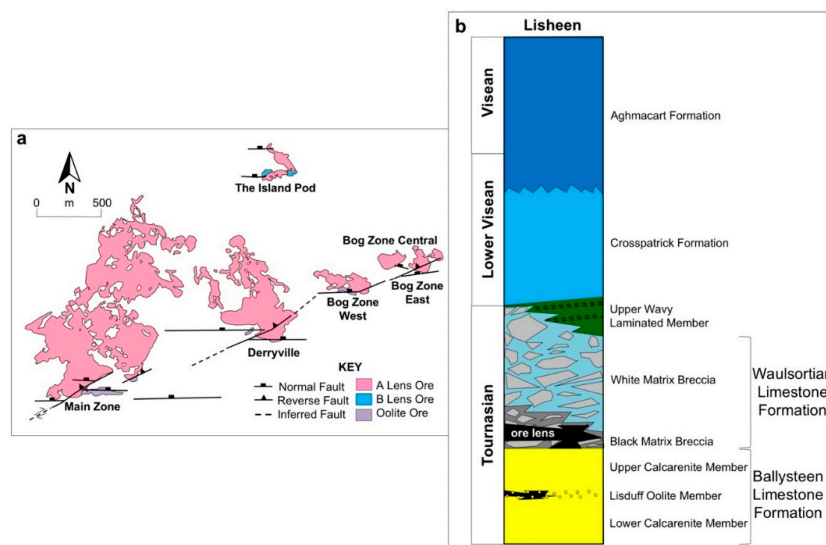 a
N
0 500
m
The Island Pod
Bog Zone Central
Bog Zone
East
Bog Zone
West
Derryville
Main Zone
KEY
Normal Fault
Reverse Fault
Inferred Fault
A Lens Ore
B Lens Ore
Oolite Ore
b
Lisheen
Visean
Lower Visean
Tournasian
Aghmacart Formation
Crosspatrick Formation
Upper Wavy
Laminated Member
White Matrix Breccia
ore lens
Black Matrix Breccia
Upper Calcarenite Member
Lisduff Oolite Member
Lower Calcarenite Member
Waulsortian
Limestone
Formation
Ballysteen
Limestone
Formation